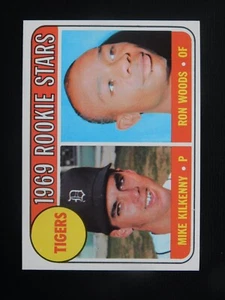 1969 ROOKIE STARS
TIGERS
MIKE KILKENNY • P
RON WOODS • OF
D